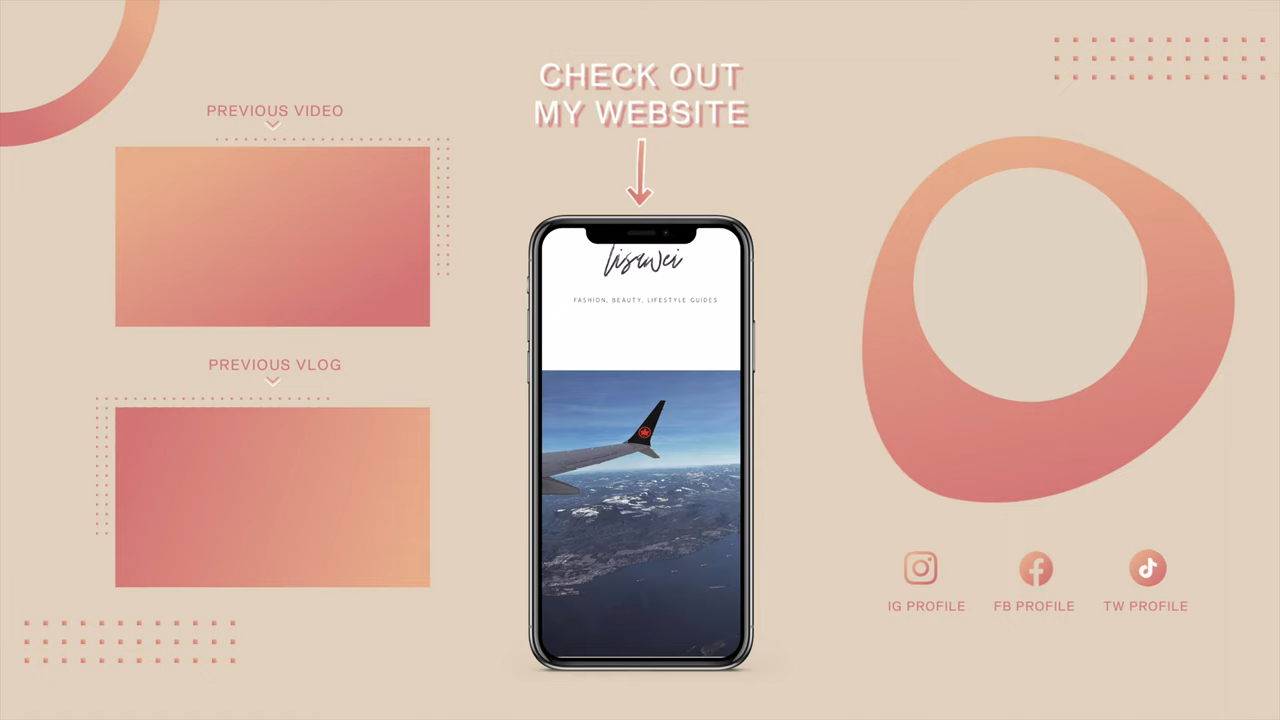 CHECK OUT
MY WEBSITE
PREVIOUS VIDEO
PREVIOUS VLOG
lisawei
FASHION, BEAUTY, LIFESTYLE GUIDES
IG PROFILE
FB PROFILE
TW PROFILE